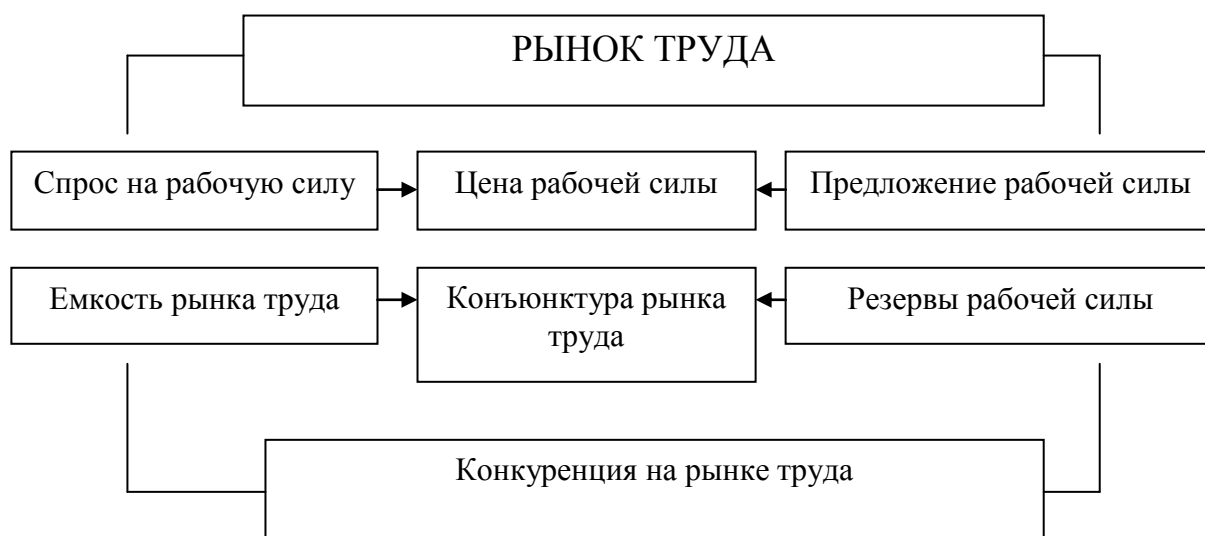 РЫНОК ТРУДА
Спрос на рабочую силу
Цена рабочей силы
Предложение рабочей силы
Емкость рынка труда
Конъюнктура рынка
труда
Резервы рабочей силы
Конкуренция на рынке труда